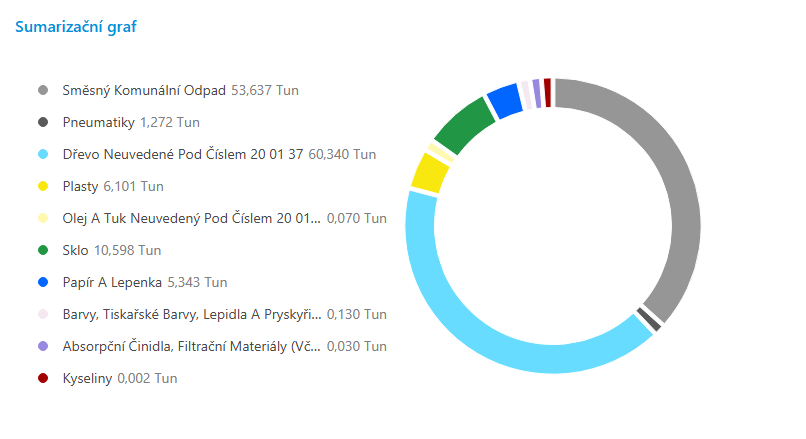 Sumarizační graf
Směsný Komunální Odpad 53,637 Tun
Pneumatiky 1,272 Tun
Dřevo Neuvedené Pod Číslem 20 01 37 60,340 Tun
Plasty 6,101 Tun
Olej A Tuk Neuvedený Pod Číslem 20 01... 0,070 Tun
Sklo 10,598 Tun
Papír A Lepenka 5,343 Tun
Barvy, Tiskařské Barvy, Lepidla A Pryskyři... 0,130 Tun
Absorpční Činidla, Filtrační Materiály (Vč... 0,030 Tun
Kyseliny 0,002 Tun